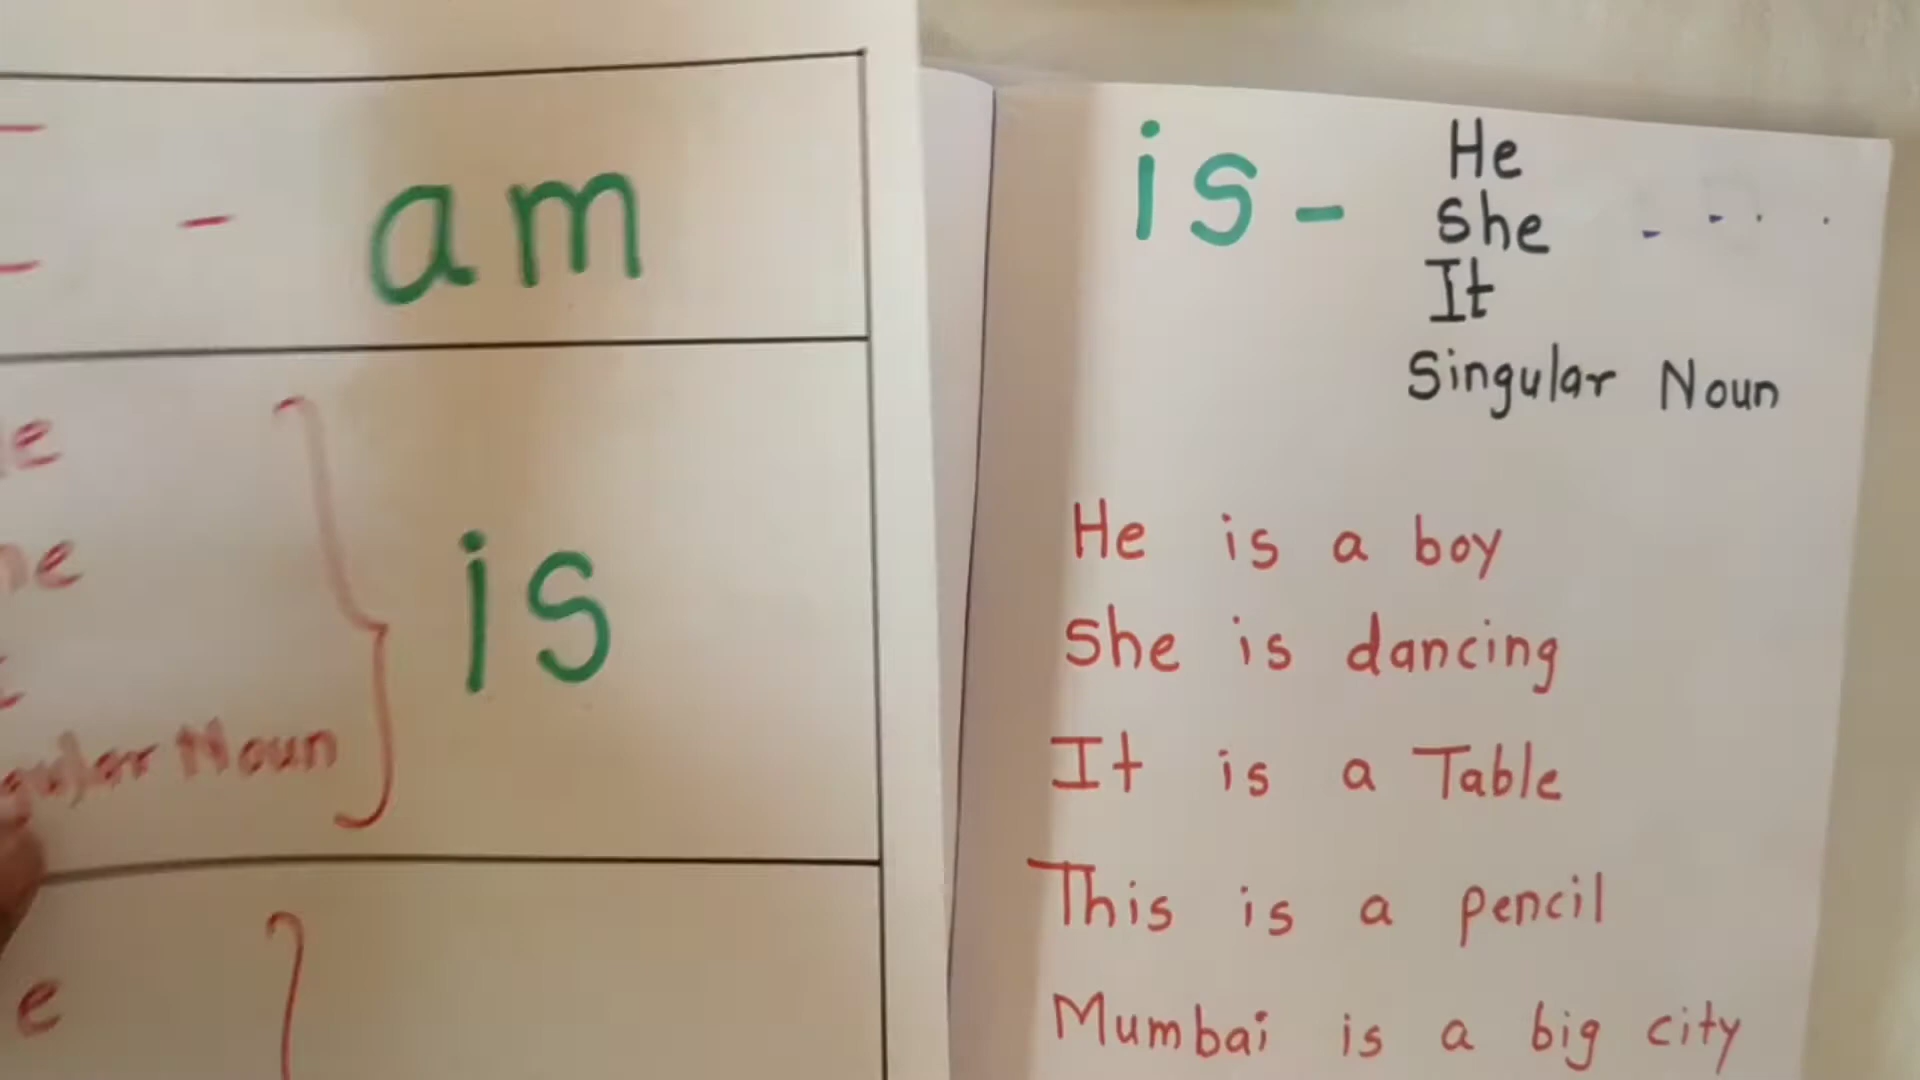 - am
is
Noun
is - He
She
It
Singular Noun
He is a boy
She is dancing
It is a Table
This is a pencil
Mumbai is a big city